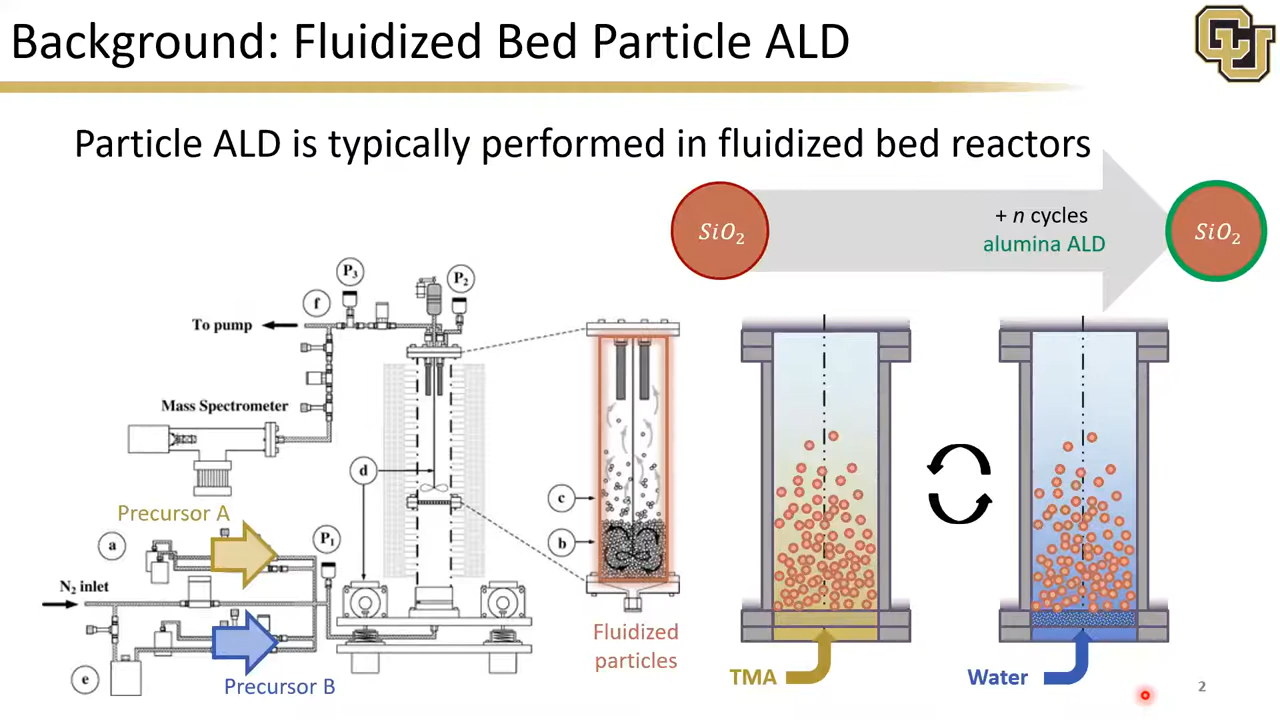 Background: Fluidized Bed Particle ALD
CU
Particle ALD is typically performed in fluidized bed reactors
SiO₂
+ n cycles
alumina ALD
SiO₂
P₃
P₂
f
To pump
Mass Spectrometer
d
c
b
Precursor A
a
P₁
N₂ inlet
e
Precursor B
Fluidized
particles
TMA
Water
2